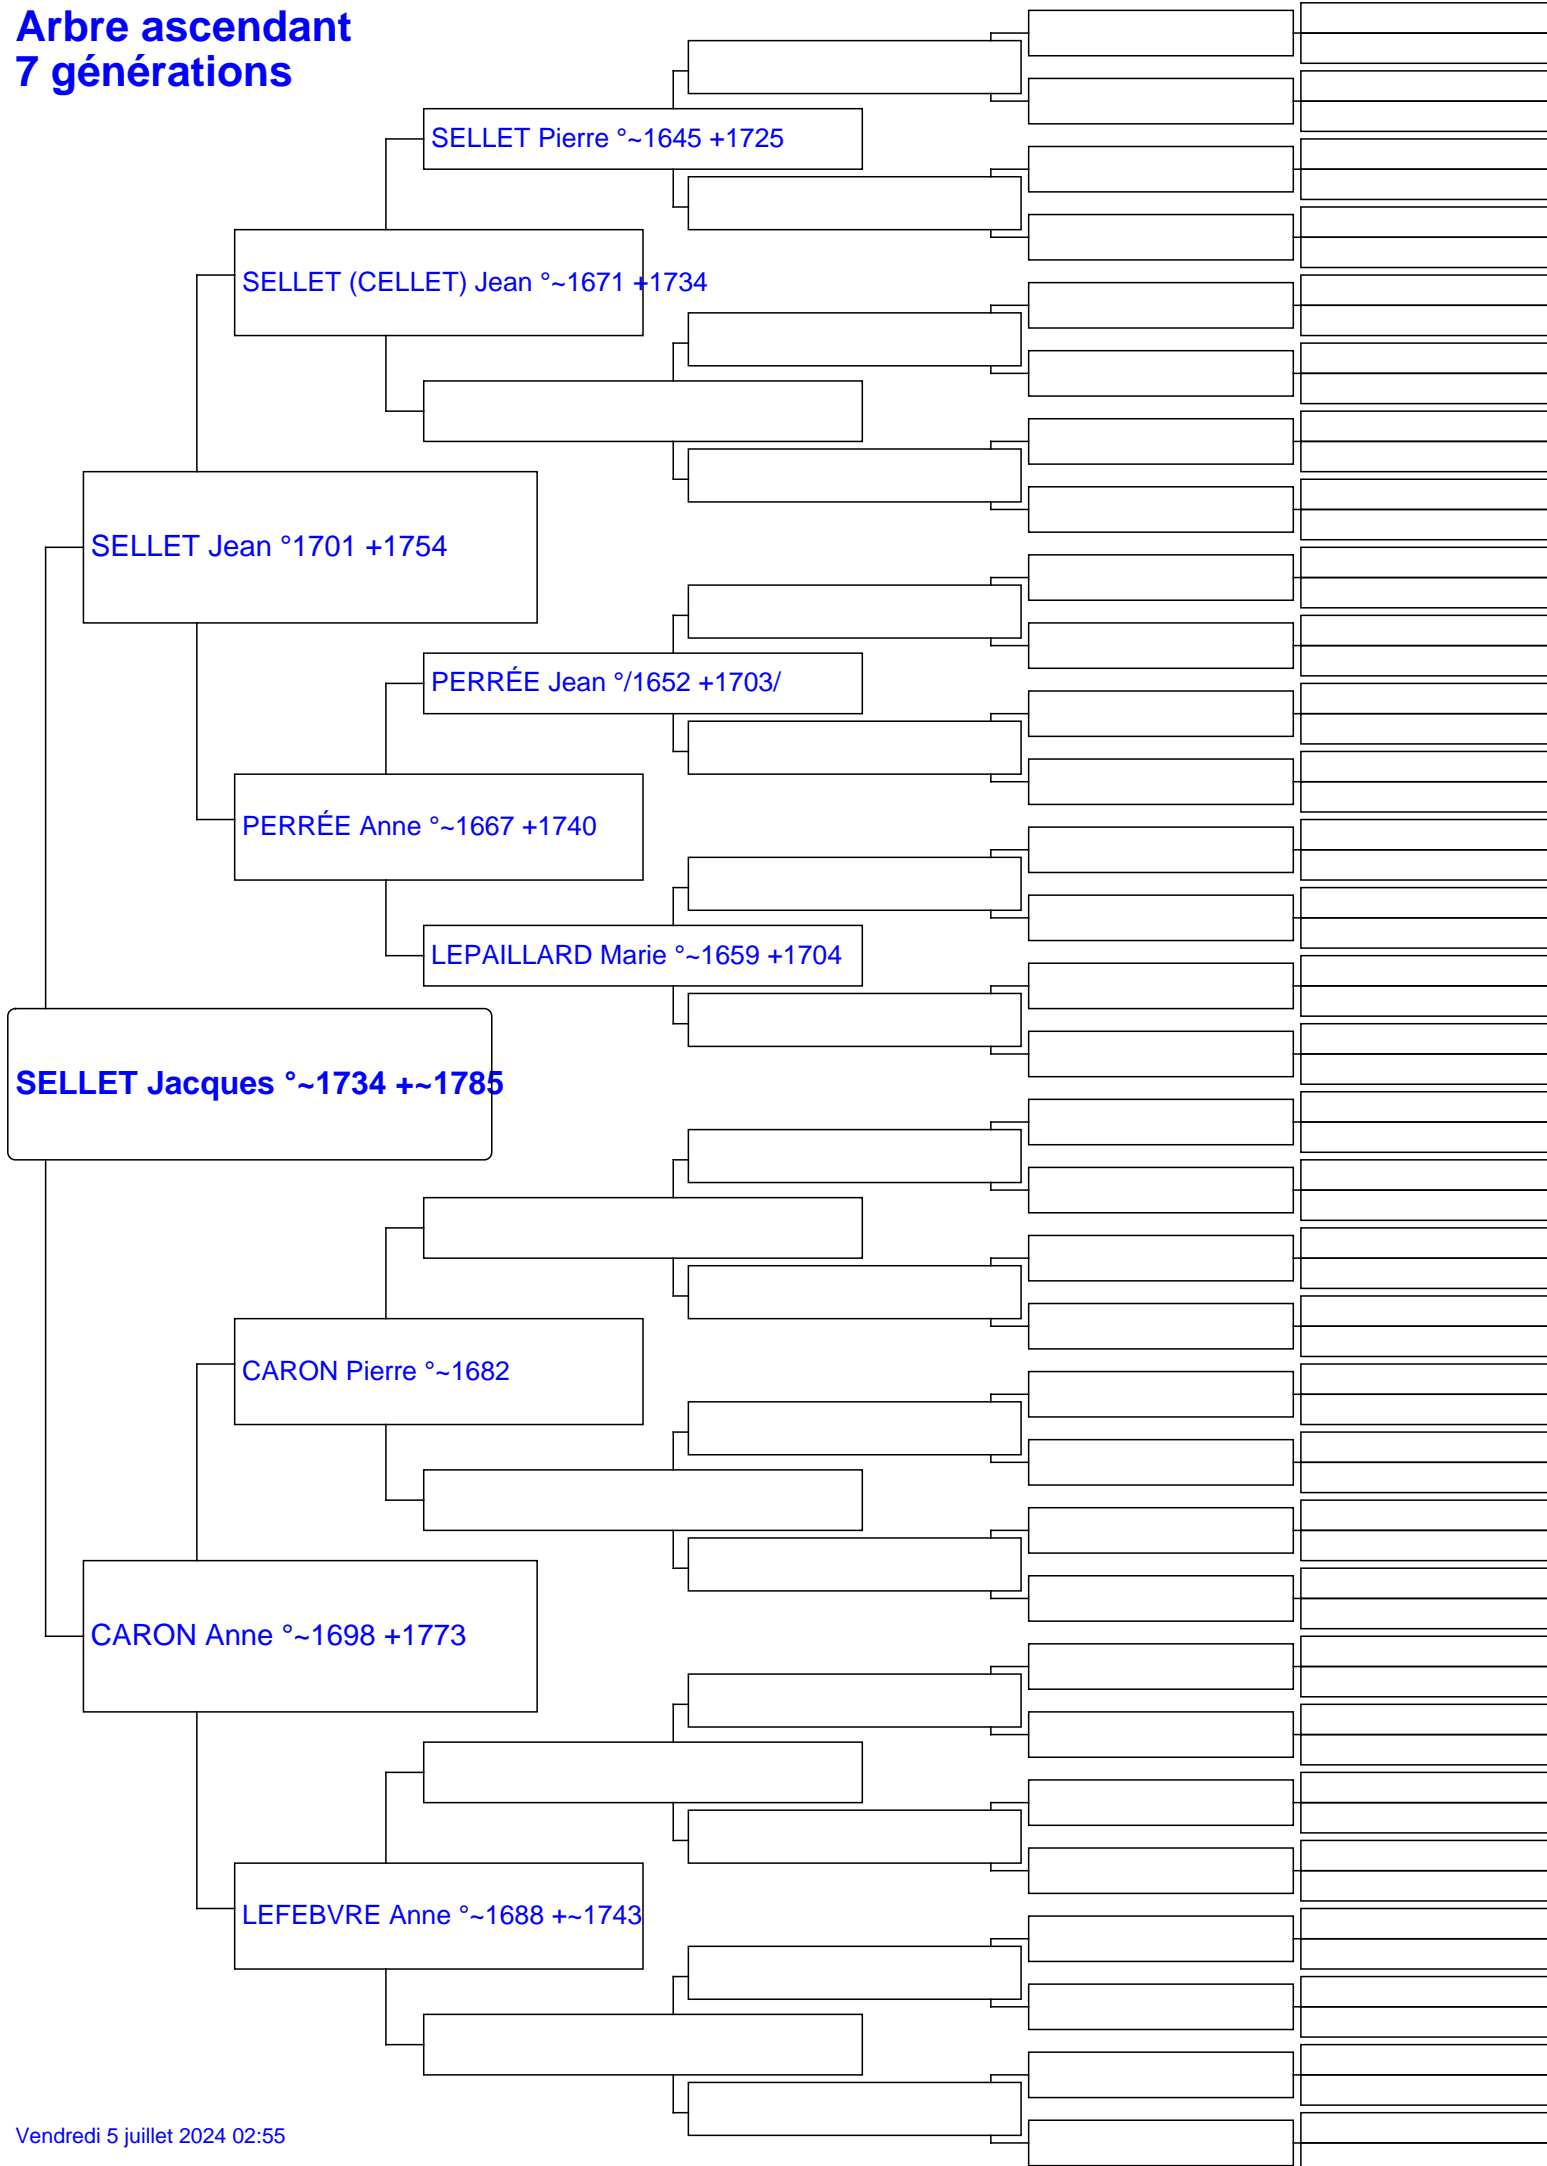 Arbre ascendant
7 générations
SELLET Pierre °~1645 +1725
SELLET (CELLET) Jean °~1671 +1734
SELLET Jean °1701 +1754
PERRÉE Jean °/1652 +1703/
PERRÉE Anne °~1667 +1740
LEPAILLARD Marie °~1659 +1704
SELLET Jacques °~1734 +~1785
CARON Pierre °~1682
CARON Anne °~1698 +1773
LEFEBVRE Anne °~1688 +~1743
Vendredi 5 juillet 2024 02:55